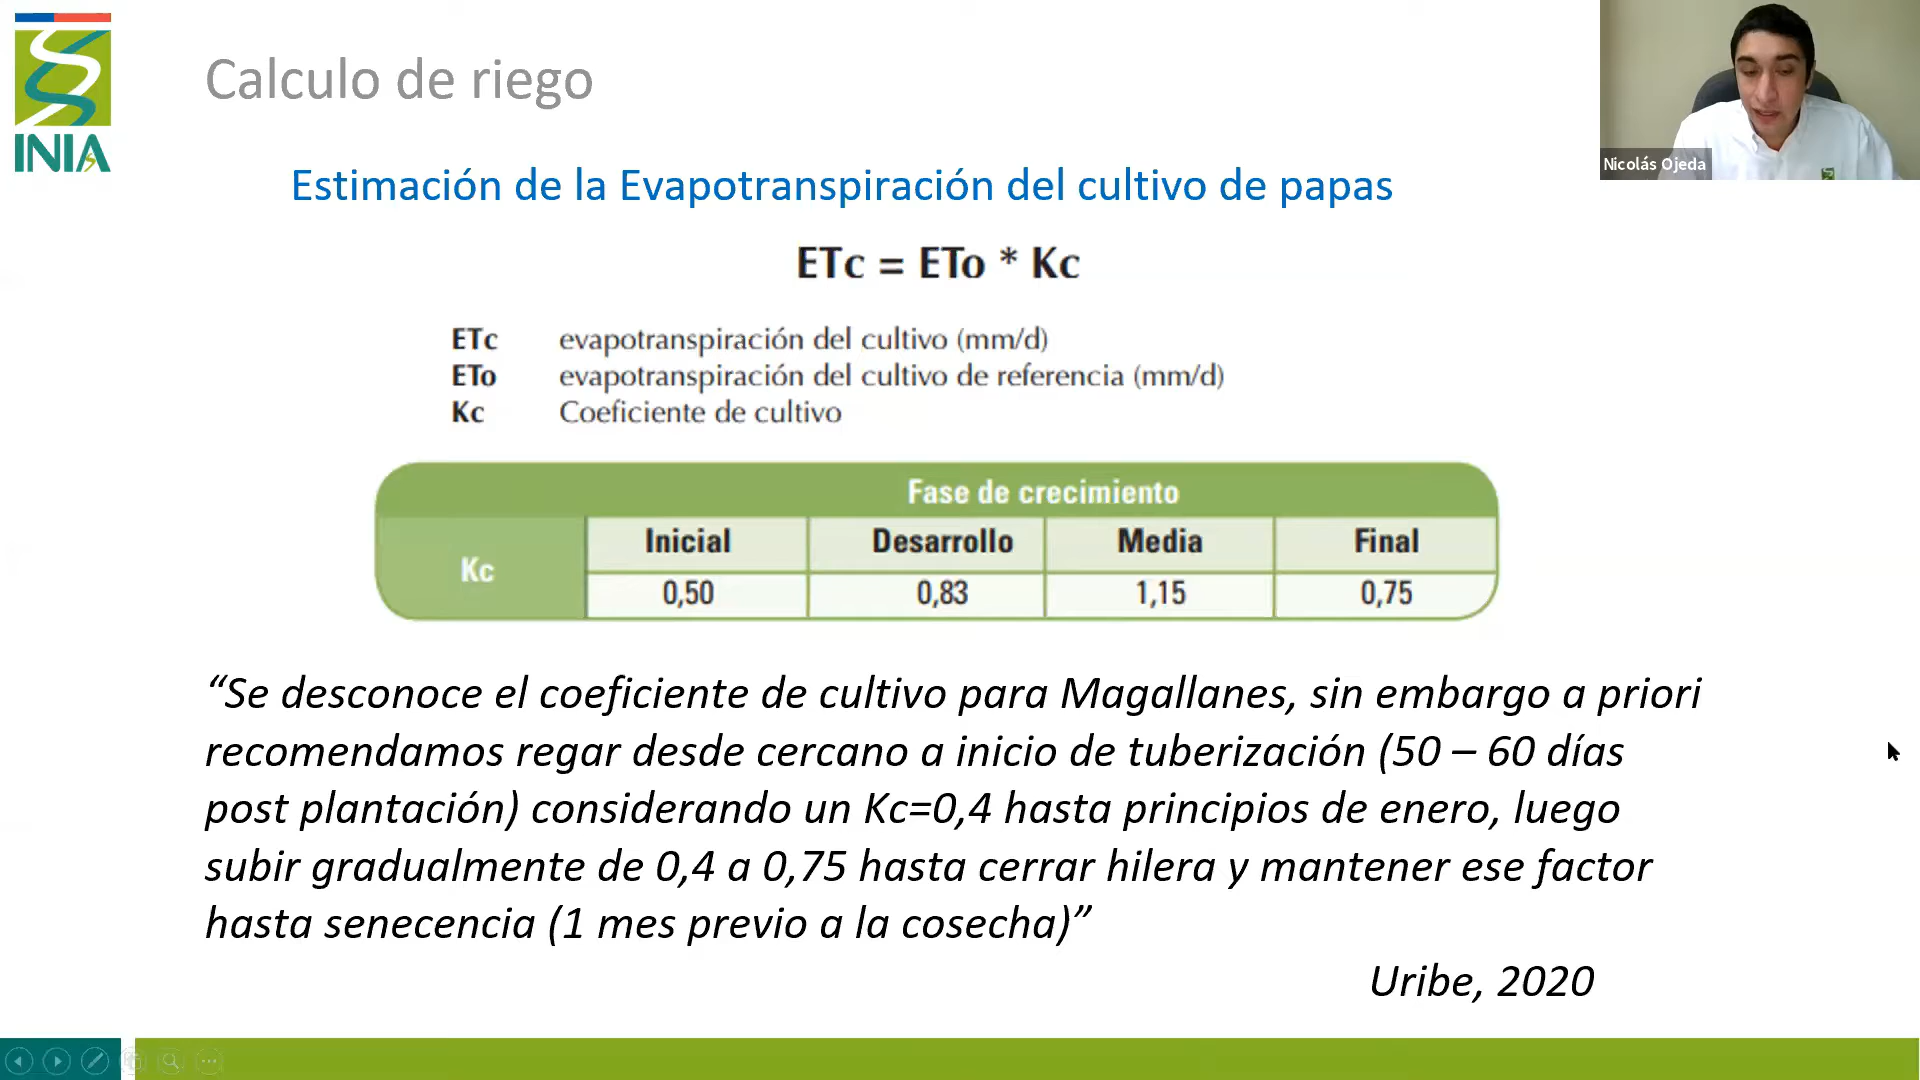 INIA
Calculo de riego
Nicolás Ojeda
Estimación de la Evapotranspiración del cultivo de papas
ETc = ETo * Kc
ETc evapotranspiración del cultivo (mm/d)
ETo evapotranspiración del cultivo de referencia (mm/d)
Kc Coeficiente de cultivo
Fase de crecimiento
Kc
Inicial Desarrollo Media Final
0,50 0,83 1,15 0,75
“Se desconoce el coeficiente de cultivo para Magallanes, sin embargo a priori
recomendamos regar desde cercano a inicio de tuberización (50 – 60 días
post plantación) considerando un Kc=0,4 hasta principios de enero, luego
subir gradualmente de 0,4 a 0,75 hasta cerrar hilera y mantener ese factor
hasta senecencia (1 mes previo a la cosecha)”
Uribe, 2020